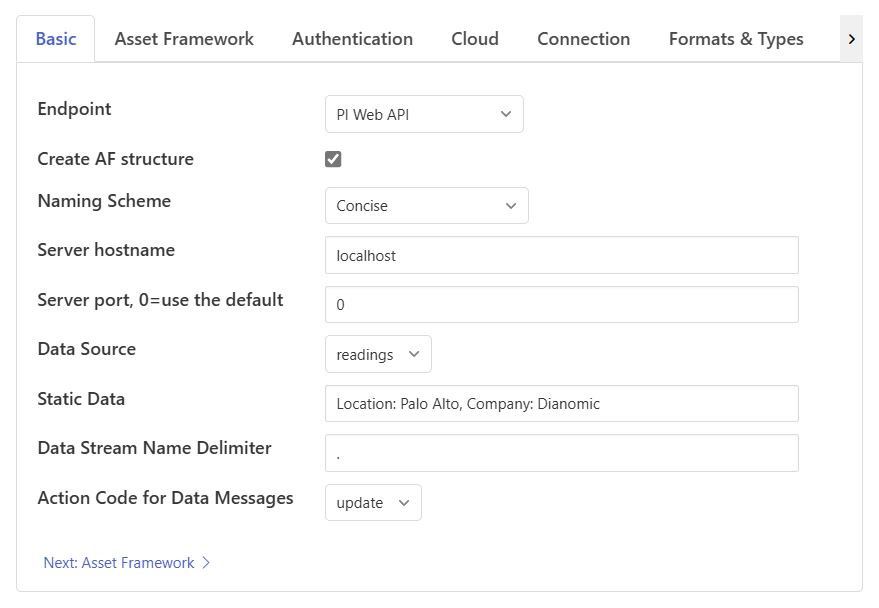 Basic Asset Framework Authentication Cloud Connection Formats & Types
Endpoint PI Web API
Create AF structure
Naming Scheme Concise
Server hostname localhost
Server port, 0=use the default 0
Data Source readings
Static Data Location: Palo Alto, Company: Dianomic
Data Stream Name Delimiter .
Action Code for Data Messages update
Next: Asset Framework